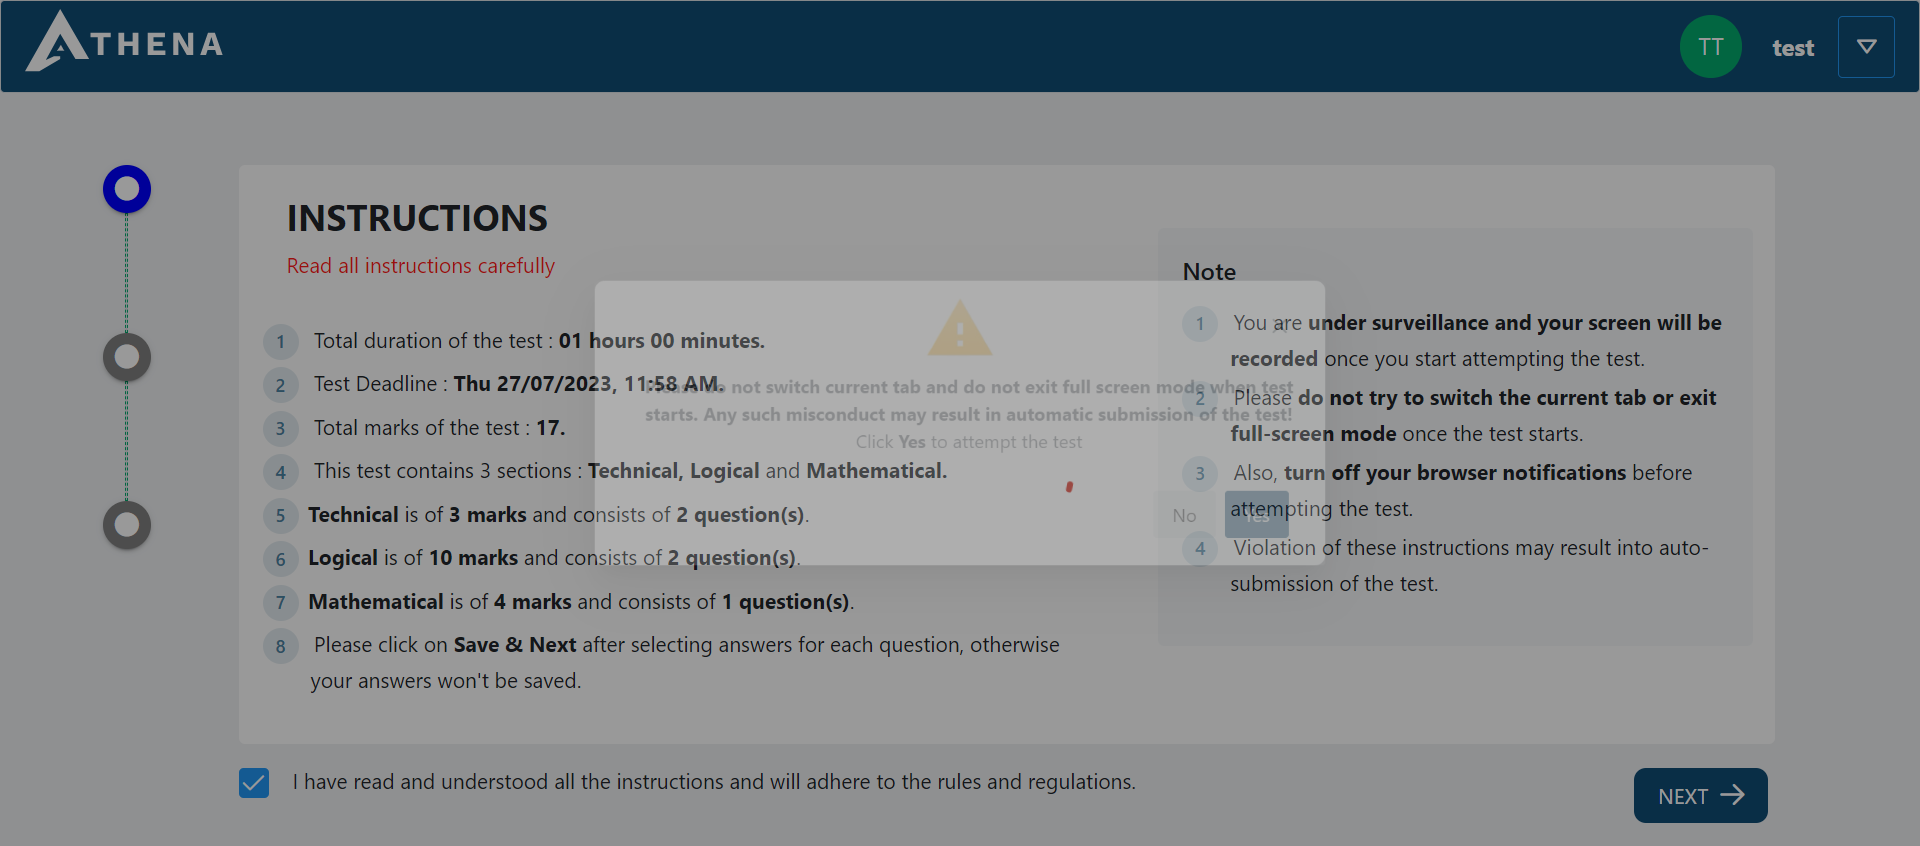 ATHENA
TT
test
INSTRUCTIONS
Read all instructions carefully
1 Total duration of the test : 01 hours 00 minutes.
2 Test Deadline : Thu 27/07/2023, 11:58 AM.
3 Total marks of the test : 17.
4 This test contains 3 sections : Technical, Logical and Mathematical.
5 Technical is of 3 marks and consists of 2 question(s).
6 Logical is of 10 marks and consists of 2 question(s).
7 Mathematical is of 4 marks and consists of 1 question(s).
8 Please click on Save & Next after selecting answers for each question, otherwise
your answers won't be saved.
Note
1 You are under surveillance and your screen will be
recorded once you start attempting the test.
2 Please do not try to switch the current tab or exit
full-screen mode once the test starts.
3 Also, turn off your browser notifications before
attempting the test.
4 Violation of these instructions may result into auto-
submission of the test.
Please do not switch current tab and do not exit full screen mode when test
starts. Any such misconduct may result in automatic submission of the test!
Click Yes to attempt the test
No
Yes
I have read and understood all the instructions and will adhere to the rules and regulations.
NEXT